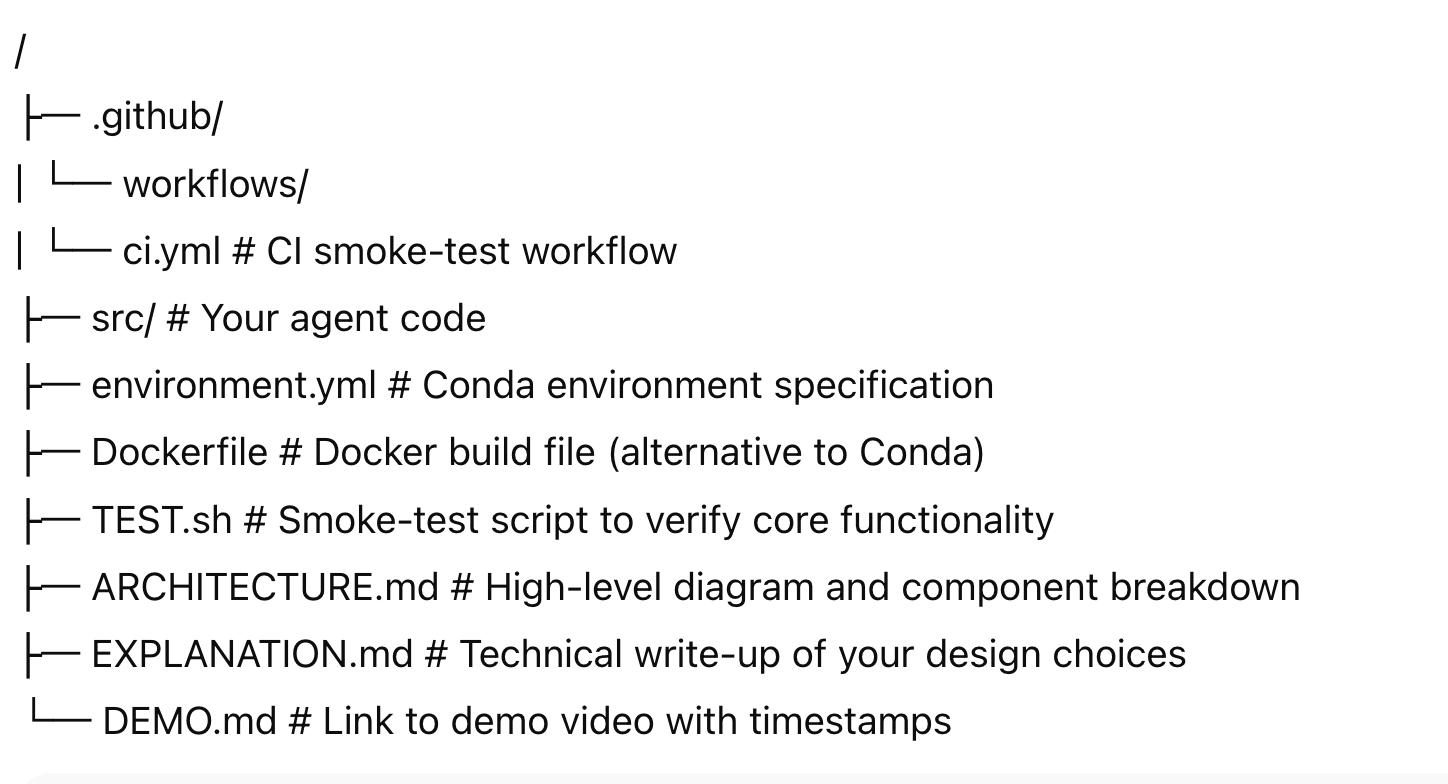 /
├── .github/
│ └── workflows/
│ └── ci.yml # CI smoke-test workflow
├── src/ # Your agent code
├── environment.yml # Conda environment specification
├── Dockerfile # Docker build file (alternative to Conda)
├── TEST.sh # Smoke-test script to verify core functionality
├── ARCHITECTURE.md # High-level diagram and component breakdown
├── EXPLANATION.md # Technical write-up of your design choices
└── DEMO.md # Link to demo video with timestamps